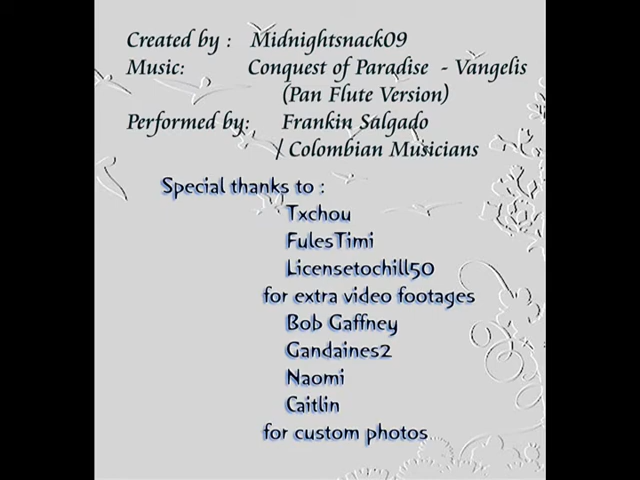 Created by : Midnightsnack09
Music: Conquest of Paradise - Vangelis
(Pan Flute Version)
Performed by: Frankin Salgado
/ Colombian Musicians
Special thanks to :
Txchou
FulesTimi
Licensetochill50
for extra video footages
Bob Gaffney
Gandaines2
Naomi
Caitlin
for custom photos